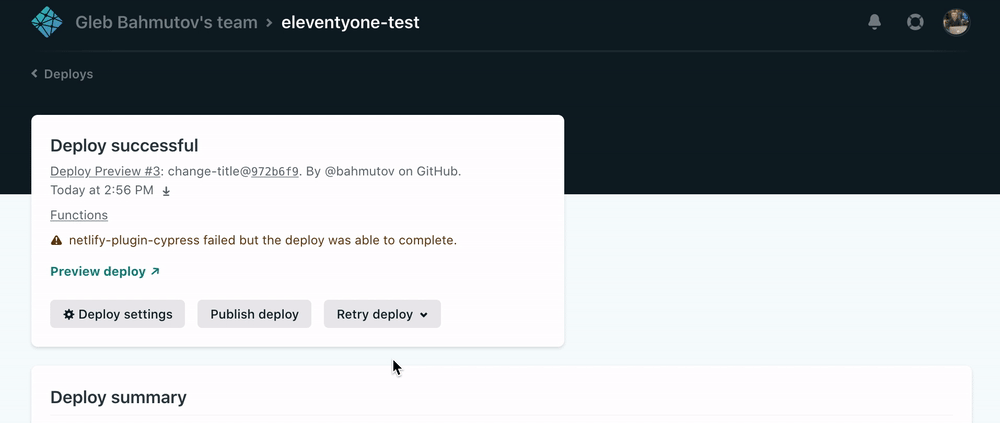 Gleb Bahmutov's team > eleventyone-test
Deploys
Deploy successful
Deploy Preview #3: change-title@972b6f9. By @bahmutov on GitHub.
Today at 2:56 PM
Functions
netlify-plugin-cypress failed but the deploy was able to complete.
Preview deploy
Deploy settings Publish deploy Retry deploy
Deploy summary